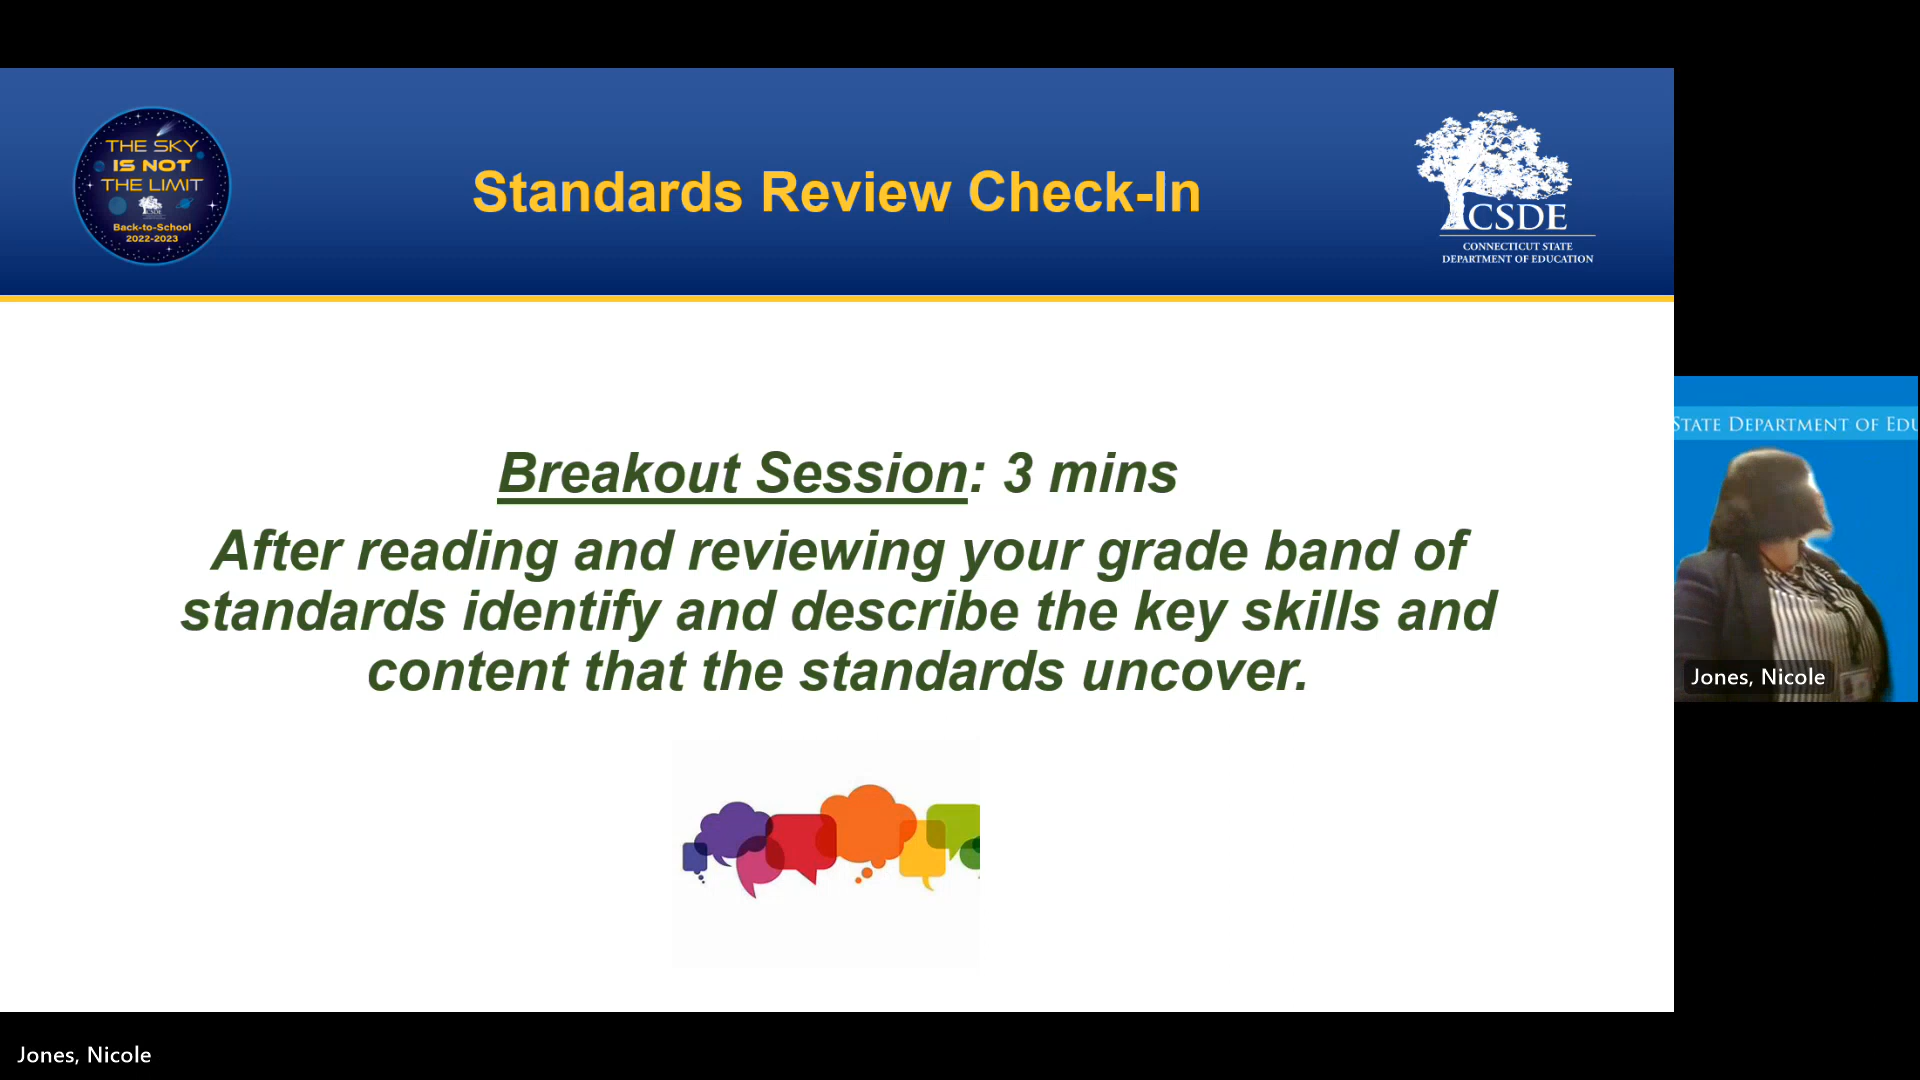 THE SKY
IS NOT
THE LIMIT
CSDE
Back-to-School
2022-2023
Standards Review Check-In
CSDE
CONNECTICUT STATE
DEPARTMENT OF EDUCATION
Breakout Session: 3 mins
After reading and reviewing your grade band of
standards identify and describe the key skills and
content that the standards uncover.
STATE DEPARTMENT OF EDU
Jones, Nicole
Jones, Nicole